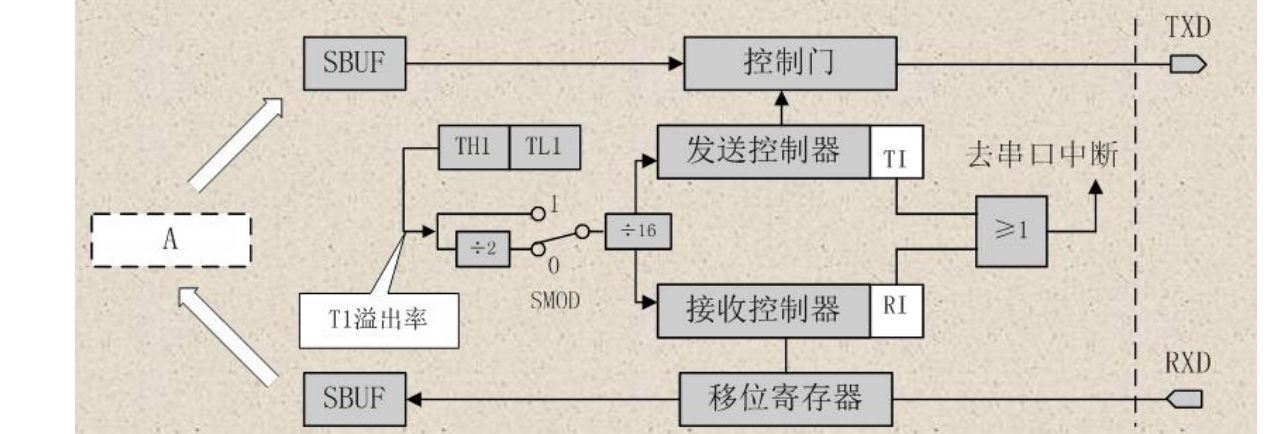 TXD
SBUF
控制门
TH1 TL1
发送控制器 TI
去串口中断
1
A
÷2
÷16
≥1
0
SMOD
T1溢出率
接收控制器 RI
RXD
SBUF
移位寄存器